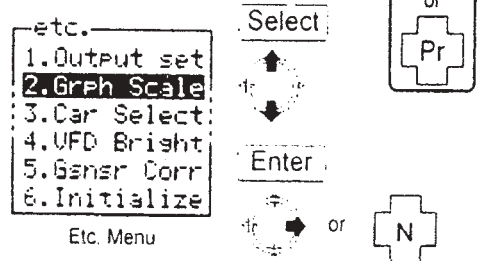 etc.
1.Output set
2.Grph Scale
3.Car Select
4.VFD Bright
5.Gsnsr Corr
6.Initialize
Etc. Menu
Select
Enter
or
or
Pr
N